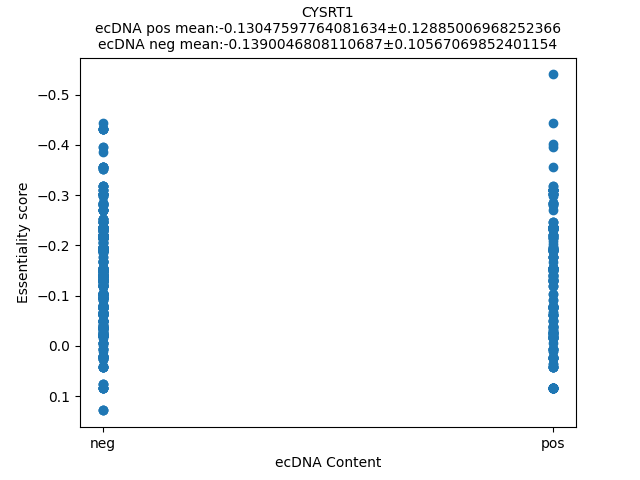 CYSRT1
ecDNA pos mean:-0.13047597764081634±0.12885006968252366
ecDNA neg mean:-0.1390046808110687±0.10567069852401154
−0.5
−0.4
−0.3
−0.2
−0.1
0.0
0.1
Essentiality score
neg
pos
ecDNA Content